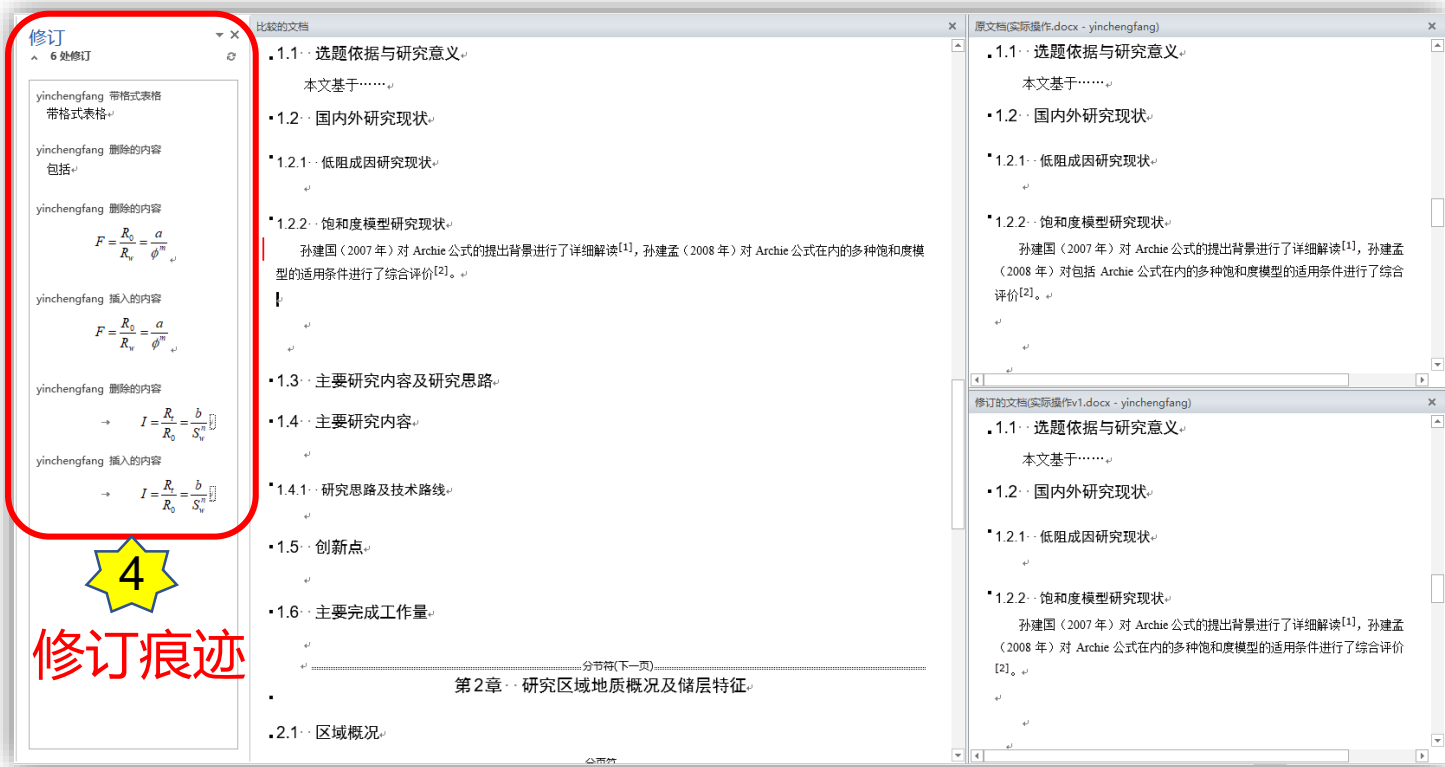 修订
6 处修订
yinchengfang 带格式表格
带格式表格
yinchengfang 删除的内容
包括
yinchengfang 删除的内容
F = R₀/R_w = a/ϕ^m
yinchengfang 插入的内容
F = R₀/R_w = a/ϕ^m
yinchengfang 删除的内容
→ I = R_t/R₀ = b/S_w^n
yinchengfang 插入的内容
→ I = R_t/R₀ = b/S_w^n
4
修订痕迹
比较的文档
1.1 选题依据与研究意义
本文基于……
1.2 国内外研究现状
1.2.1 低阻成因研究现状
1.2.2 饱和度模型研究现状
孙建国（2007 年）对 Archie 公式的提出背景进行了详细解读[1]，孙建孟（2008 年）对 Archie 公式在内的多种饱和度模
型的适用条件进行了综合评价[2]。
1.3 主要研究内容及研究思路
1.4 主要研究内容
1.4.1 研究思路及技术路线
1.5 创新点
1.6 主要完成工作量
分节符(下一页)
第2章 研究区域地质概况及储层特征
2.1 区域概况
分页符
原文档(实际操作.docx - yinchengfang)
1.1 选题依据与研究意义
本文基于……
1.2 国内外研究现状
1.2.1 低阻成因研究现状
1.2.2 饱和度模型研究现状
孙建国（2007 年）对 Archie 公式的提出背景进行了详细解读[1]，孙建孟
（2008 年）对包括 Archie 公式在内的多种饱和度模型的适用条件进行了综合
评价[2]。
修订的文档(实际操作v1.docx - yinchengfang)
1.1 选题依据与研究意义
本文基于……
1.2 国内外研究现状
1.2.1 低阻成因研究现状
1.2.2 饱和度模型研究现状
孙建国（2007 年）对 Archie 公式的提出背景进行了详细解读[1]，孙建孟
（2008 年）对 Archie 公式在内的多种饱和度模型的适用条件进行了综合评价
[2]。